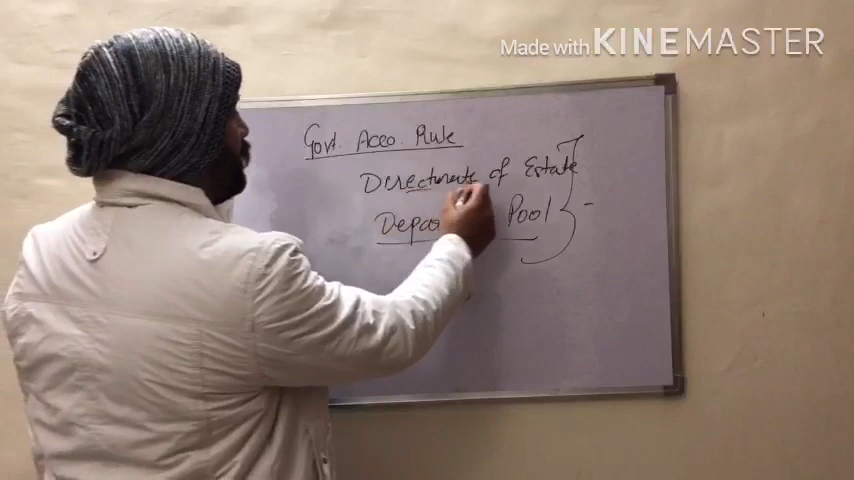 Made with KINEMASTER
Govt. Acco. Rule
Directorate of Estate
Pool